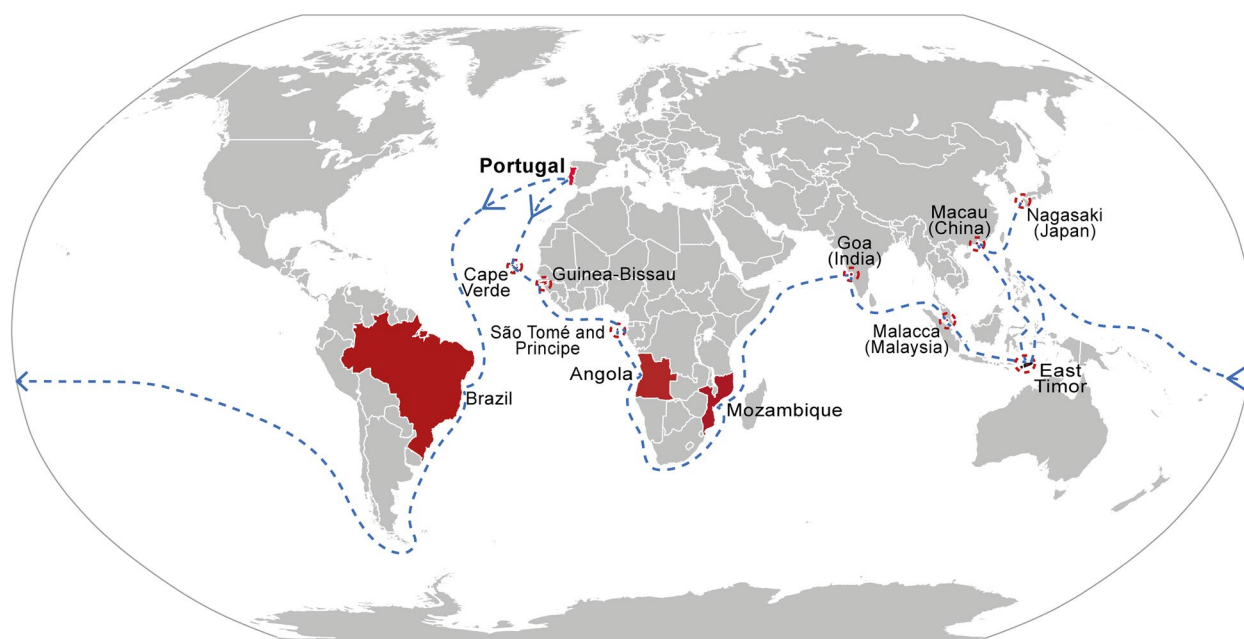 Portugal
Cape
Verde
Guinea-Bissau
São Tomé and
Principe
Angola
Brazil
Mozambique
Goa
(India)
Macau
(China)
Nagasaki
(Japan)
Malacca
(Malaysia)
East
Timor